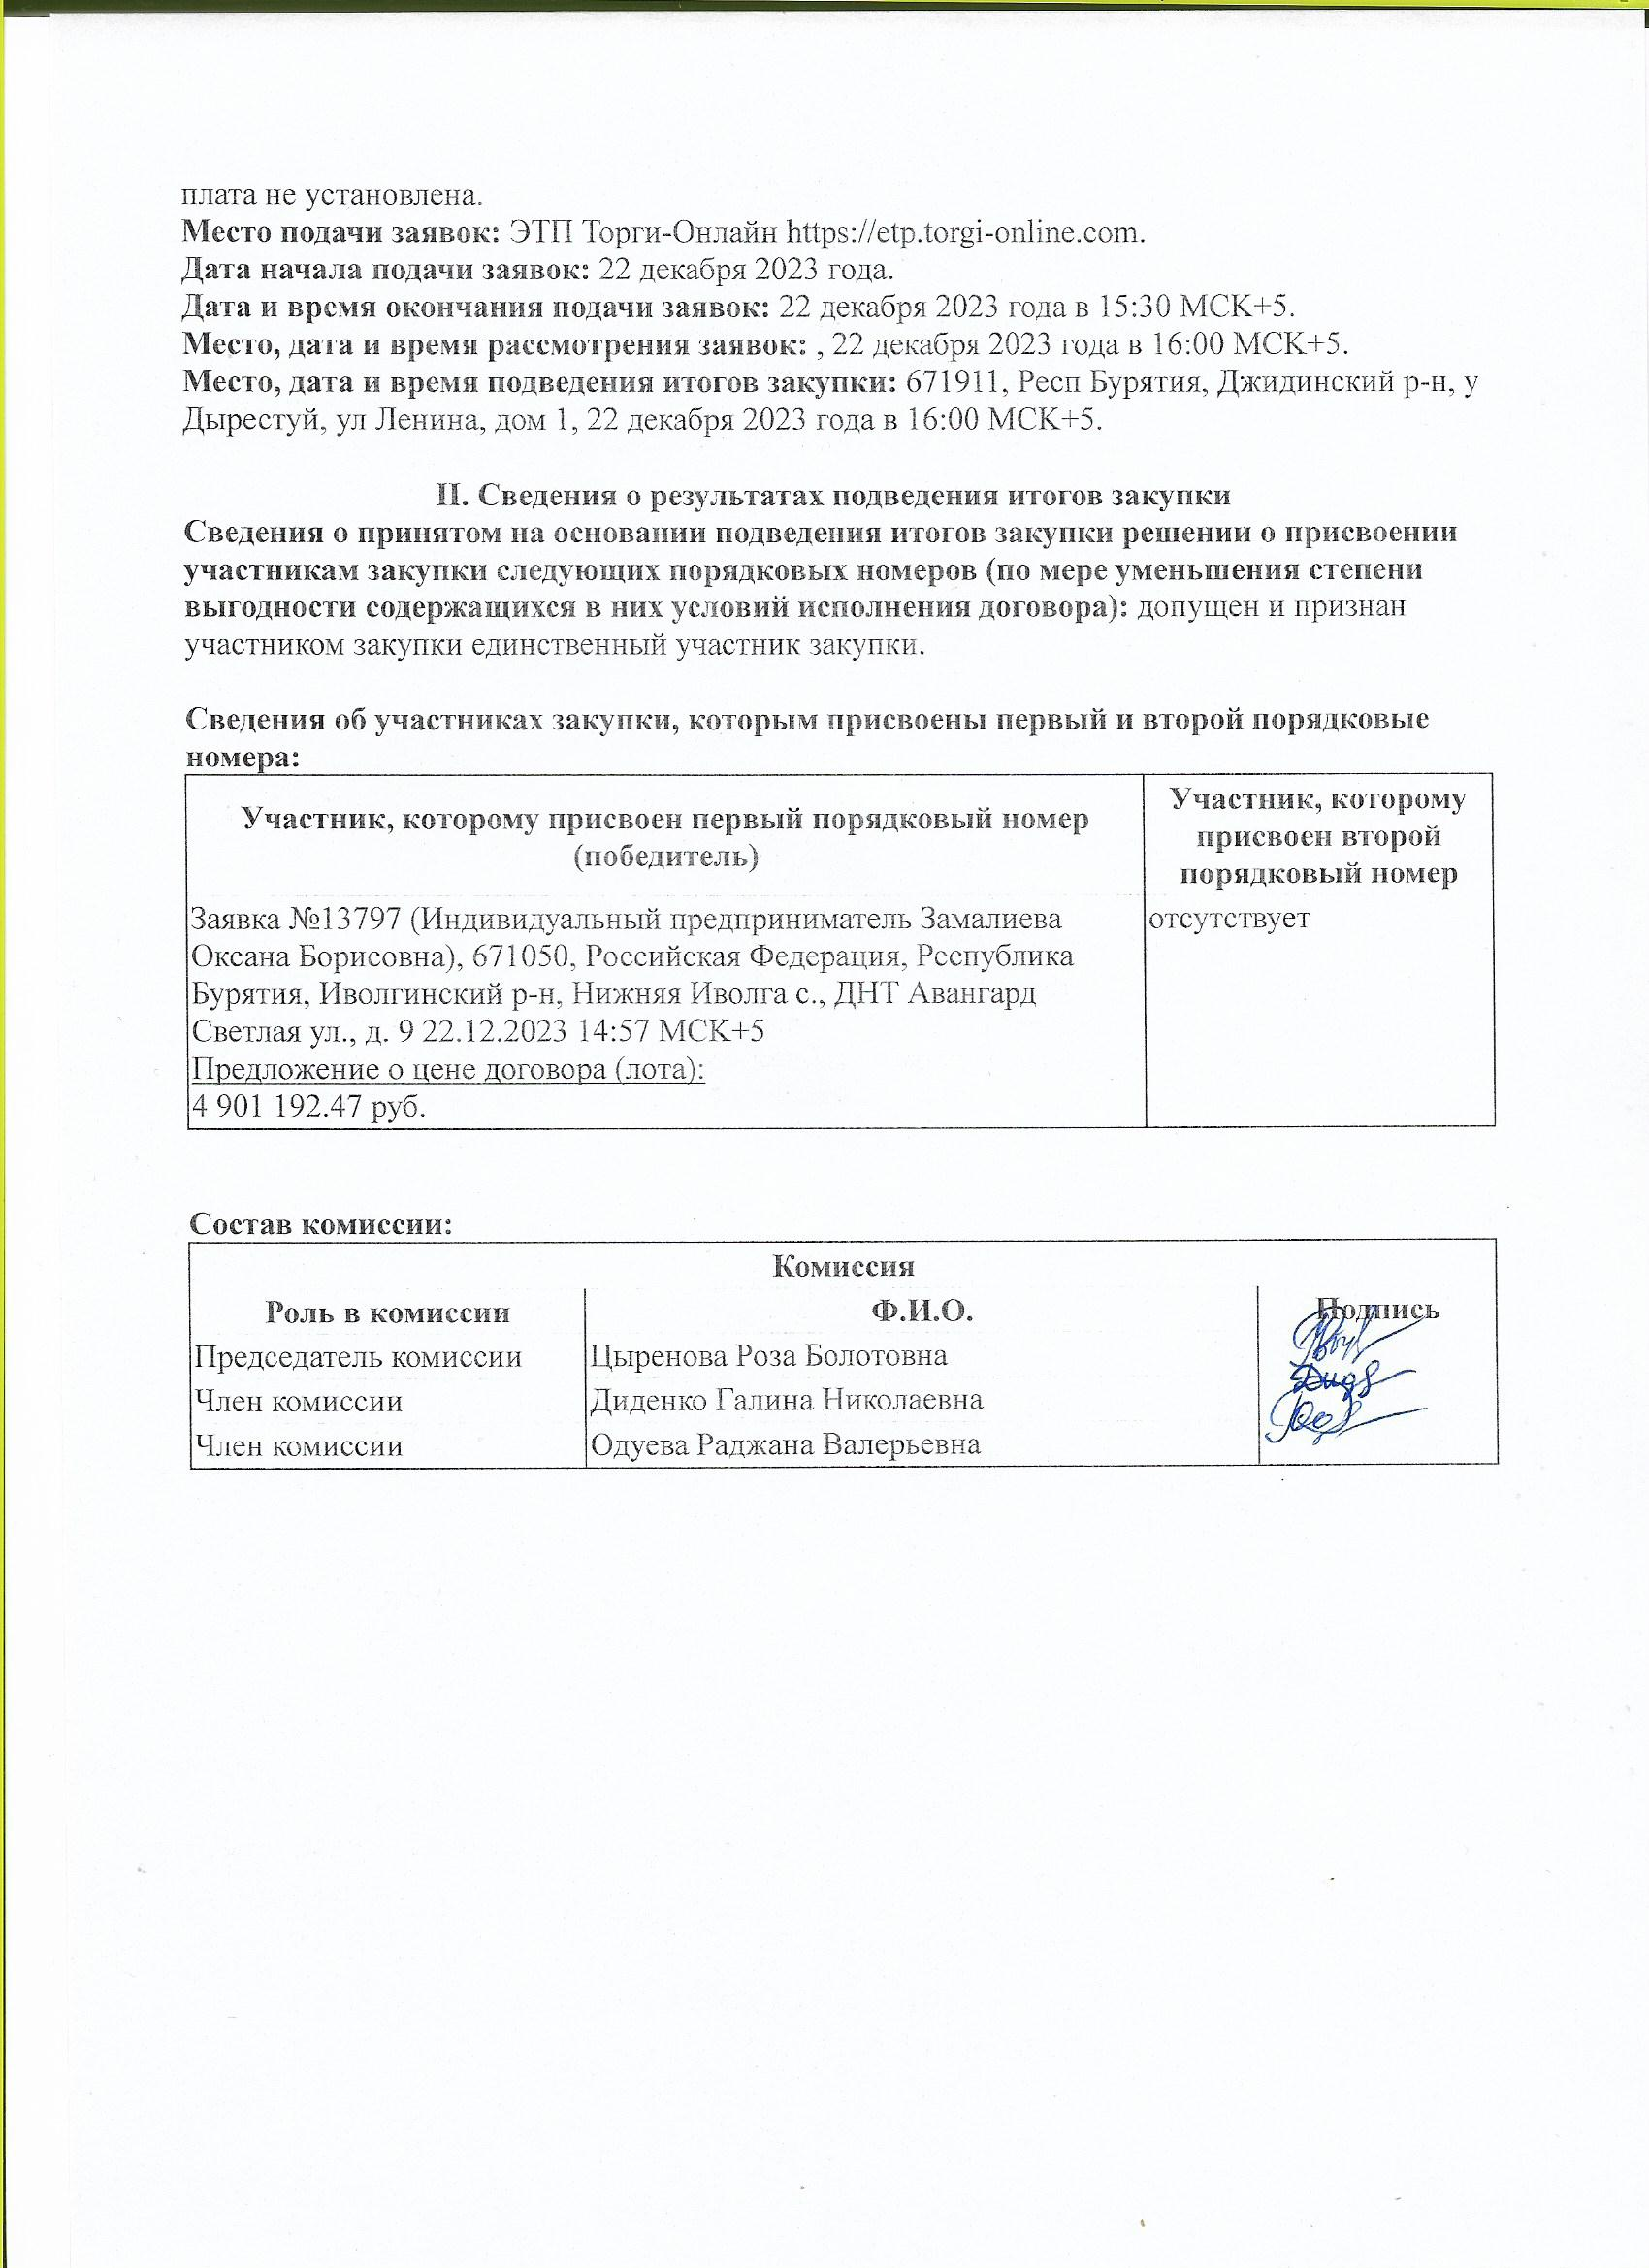 плата не установлена.
Место подачи заявок: ЭТП Торги-Онлайн https://etp.torgi-online.com.
Дата начала подачи заявок: 22 декабря 2023 года.
Дата и время окончания подачи заявок: 22 декабря 2023 года в 15:30 МСК+5.
Место, дата и время рассмотрения заявок: , 22 декабря 2023 года в 16:00 МСК+5.
Место, дата и время подведения итогов закупки: 671911, Респ Бурятия, Джидинский р-н, у
Дырестуй, ул Ленина, дом 1, 22 декабря 2023 года в 16:00 МСК+5.
II. Сведения о результатах подведения итогов закупки
Сведения о принятом на основании подведения итогов закупки решении о присвоении
участникам закупки следующих порядковых номеров (по мере уменьшения степени
выгодности содержащихся в них условий исполнения договора): допущен и признан
участником закупки единственный участник закупки.
Сведения об участниках закупки, которым присвоены первый и второй порядковые
номера:
Участник, которому присвоен первый порядковый номер
(победитель)
Участник, которому
присвоен второй
порядковый номер
Заявка №13797 (Индивидуальный предприниматель Замалиева
Оксана Борисовна), 671050, Российская Федерация, Республика
Бурятия, Иволгинский р-н, Нижняя Иволга с., ДНТ Авангард
Светлая ул., д. 9 22.12.2023 14:57 МСК+5
Предложение о цене договора (лота):
4 901 192.47 руб.
отсутствует
Состав комиссии:
Комиссия
Роль в комиссии Ф.И.О. Подпись
Председатель комиссии Цыренова Роза Болотовна
Член комиссии Диденко Галина Николаевна
Член комиссии Одуева Раджана Валерьевна